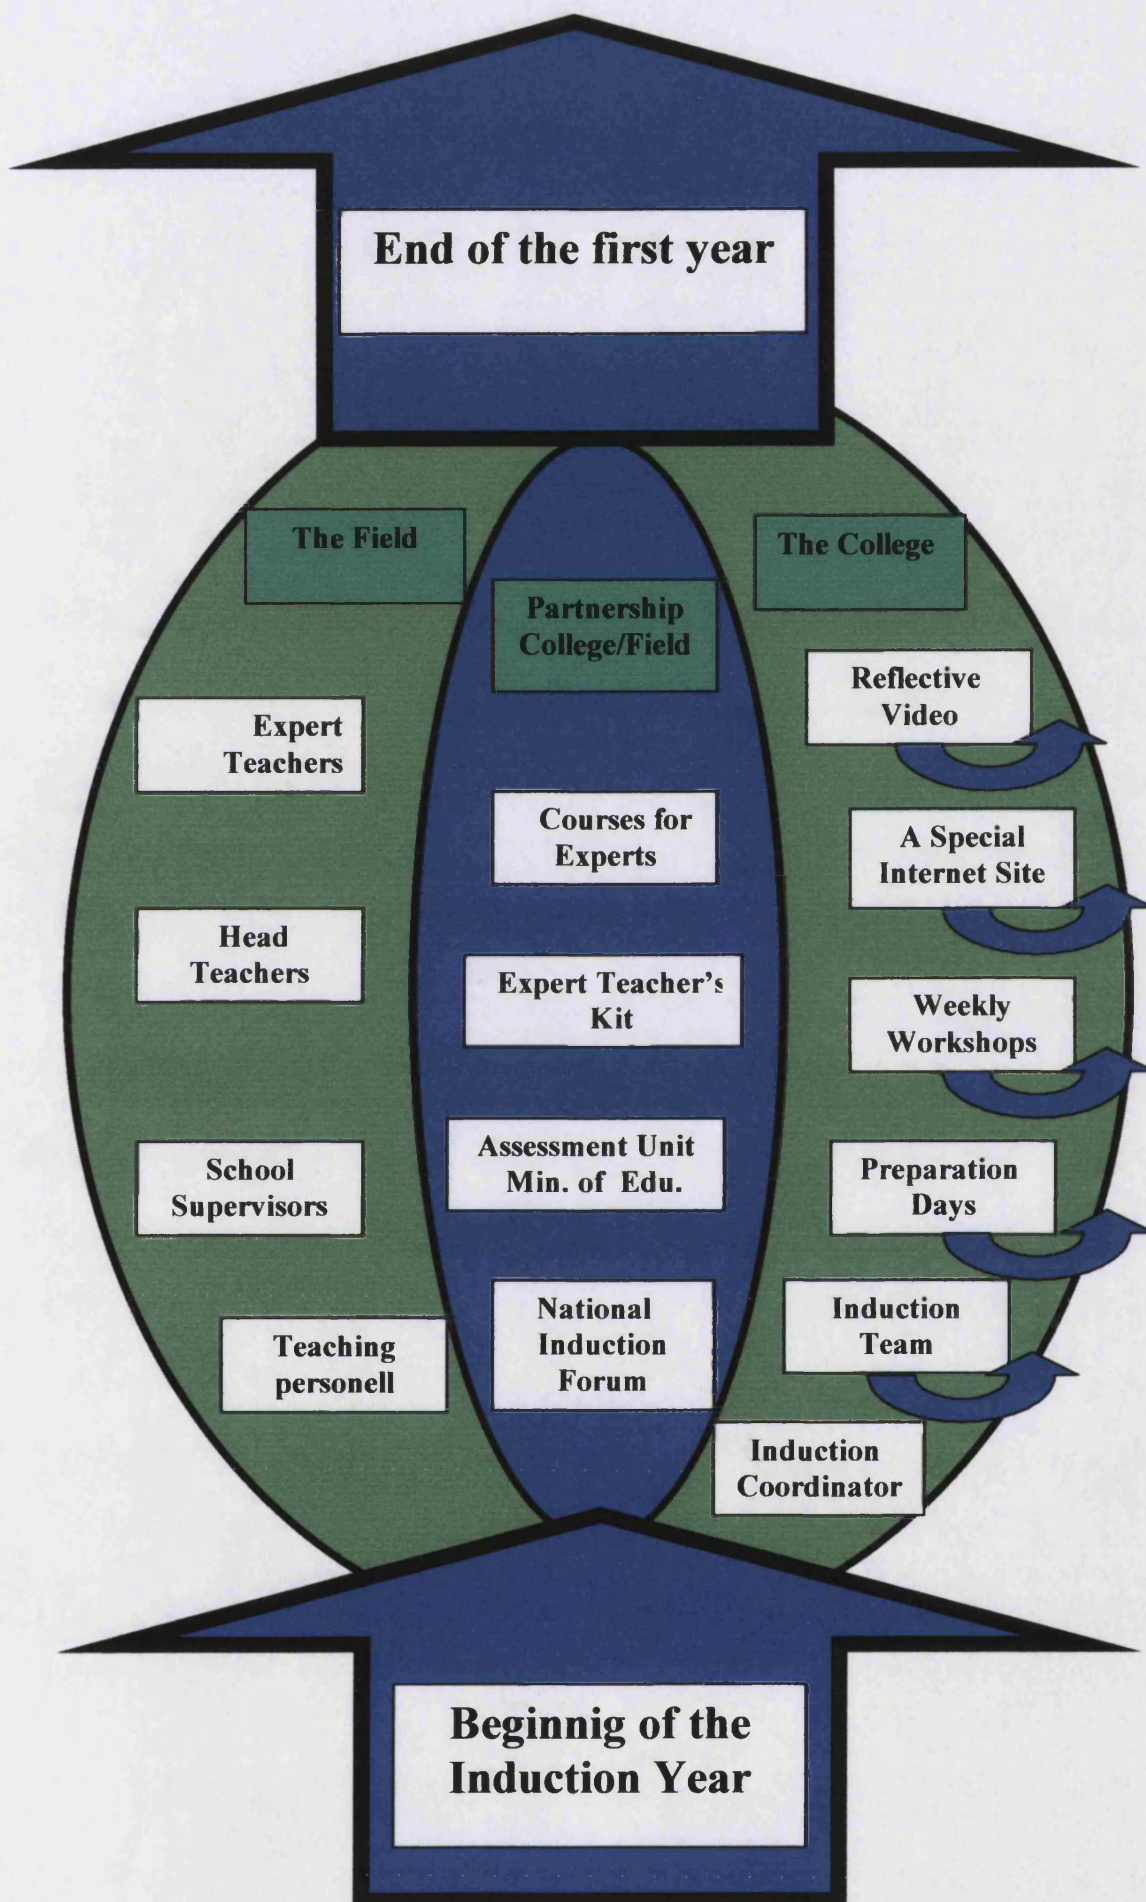 End of the first year
The Field
Expert
Teachers
Head
Teachers
School
Supervisors
Teaching
personell
Partnership
College/Field
Courses for
Experts
Expert Teacher's
Kit
Assessment Unit
Min. of Edu.
National
Induction
Forum
The College
Reflective
Video
A Special
Internet Site
Weekly
Workshops
Preparation
Days
Induction
Team
Induction
Coordinator
Beginnig of the
Induction Year